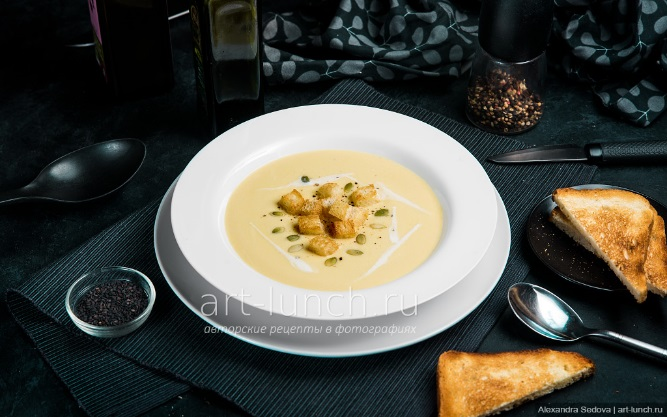 art-lunch.ru
авторские рецепты в фотографиях
Alexandra Sedova | art-lunch.ru